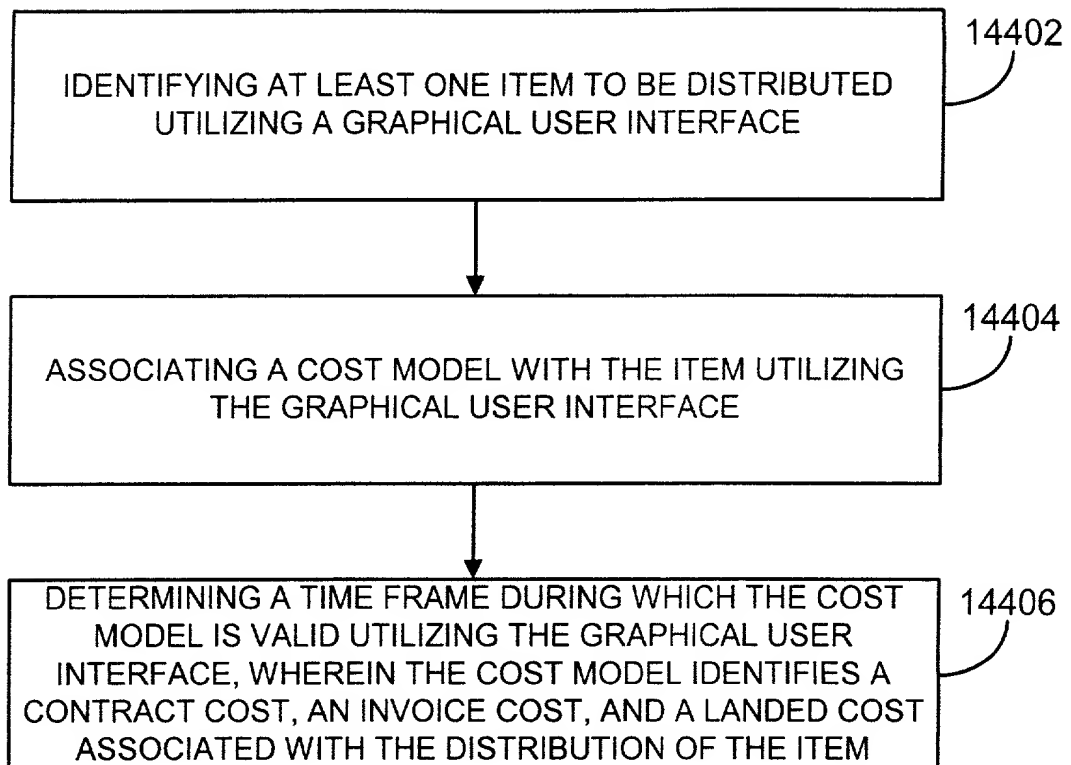 14402
IDENTIFYING AT LEAST ONE ITEM TO BE DISTRIBUTED
UTILIZING A GRAPHICAL USER INTERFACE
14404
ASSOCIATING A COST MODEL WITH THE ITEM UTILIZING
THE GRAPHICAL USER INTERFACE
14406
DETERMINING A TIME FRAME DURING WHICH THE COST
MODEL IS VALID UTILIZING THE GRAPHICAL USER
INTERFACE, WHEREIN THE COST MODEL IDENTIFIES A
CONTRACT COST, AN INVOICE COST, AND A LANDED COST
ASSOCIATED WITH THE DISTRIBUTION OF THE ITEM